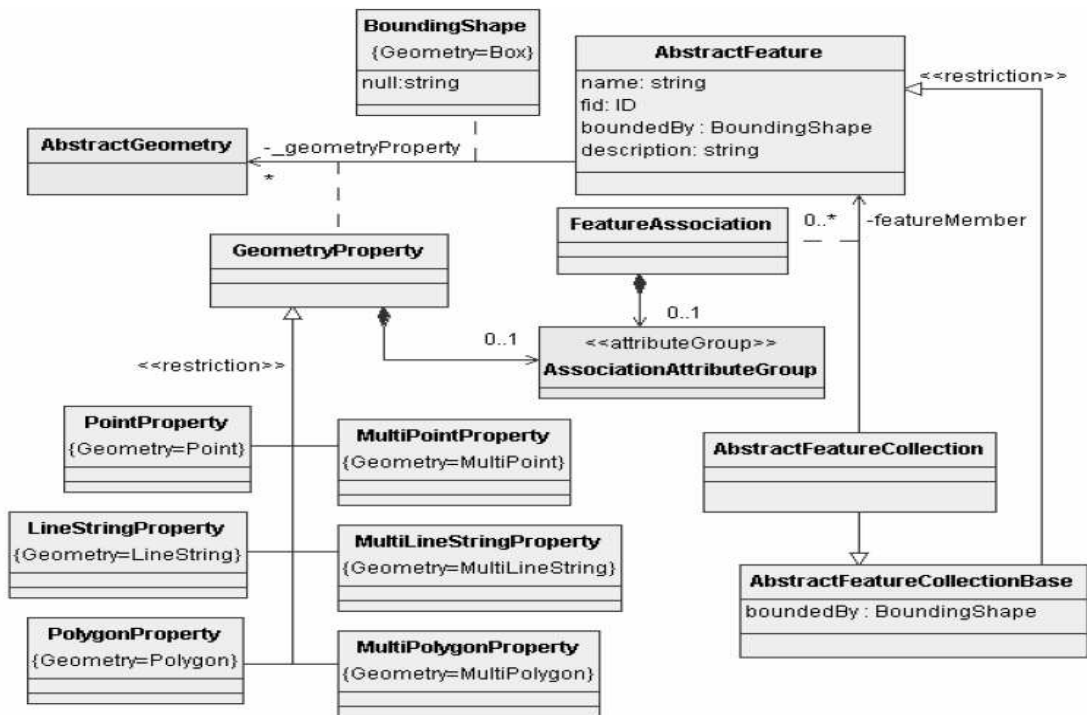 BoundingShape
{Geometry=Box}
null:string
AbstractFeature
name: string
fid: ID
boundedBy : BoundingShape
description: string
<<restriction>>
AbstractGeometry
-_geometryProperty
*
GeometryProperty
FeatureAssociation
0..*
-featureMember
0..1
0..1
<<attributeGroup>>
AssociationAttributeGroup
<<restriction>>
PointProperty
{Geometry=Point}
MultiPointProperty
{Geometry=MultiPoint}
AbstractFeatureCollection
LineStringProperty
{Geometry=LineString}
MultiLineStringProperty
{Geometry=MultiLineString}
AbstractFeatureCollectionBase
boundedBy : BoundingShape
PolygonProperty
{Geometry=Polygon}
MultiPolygonProperty
{Geometry=MultiPolygon}